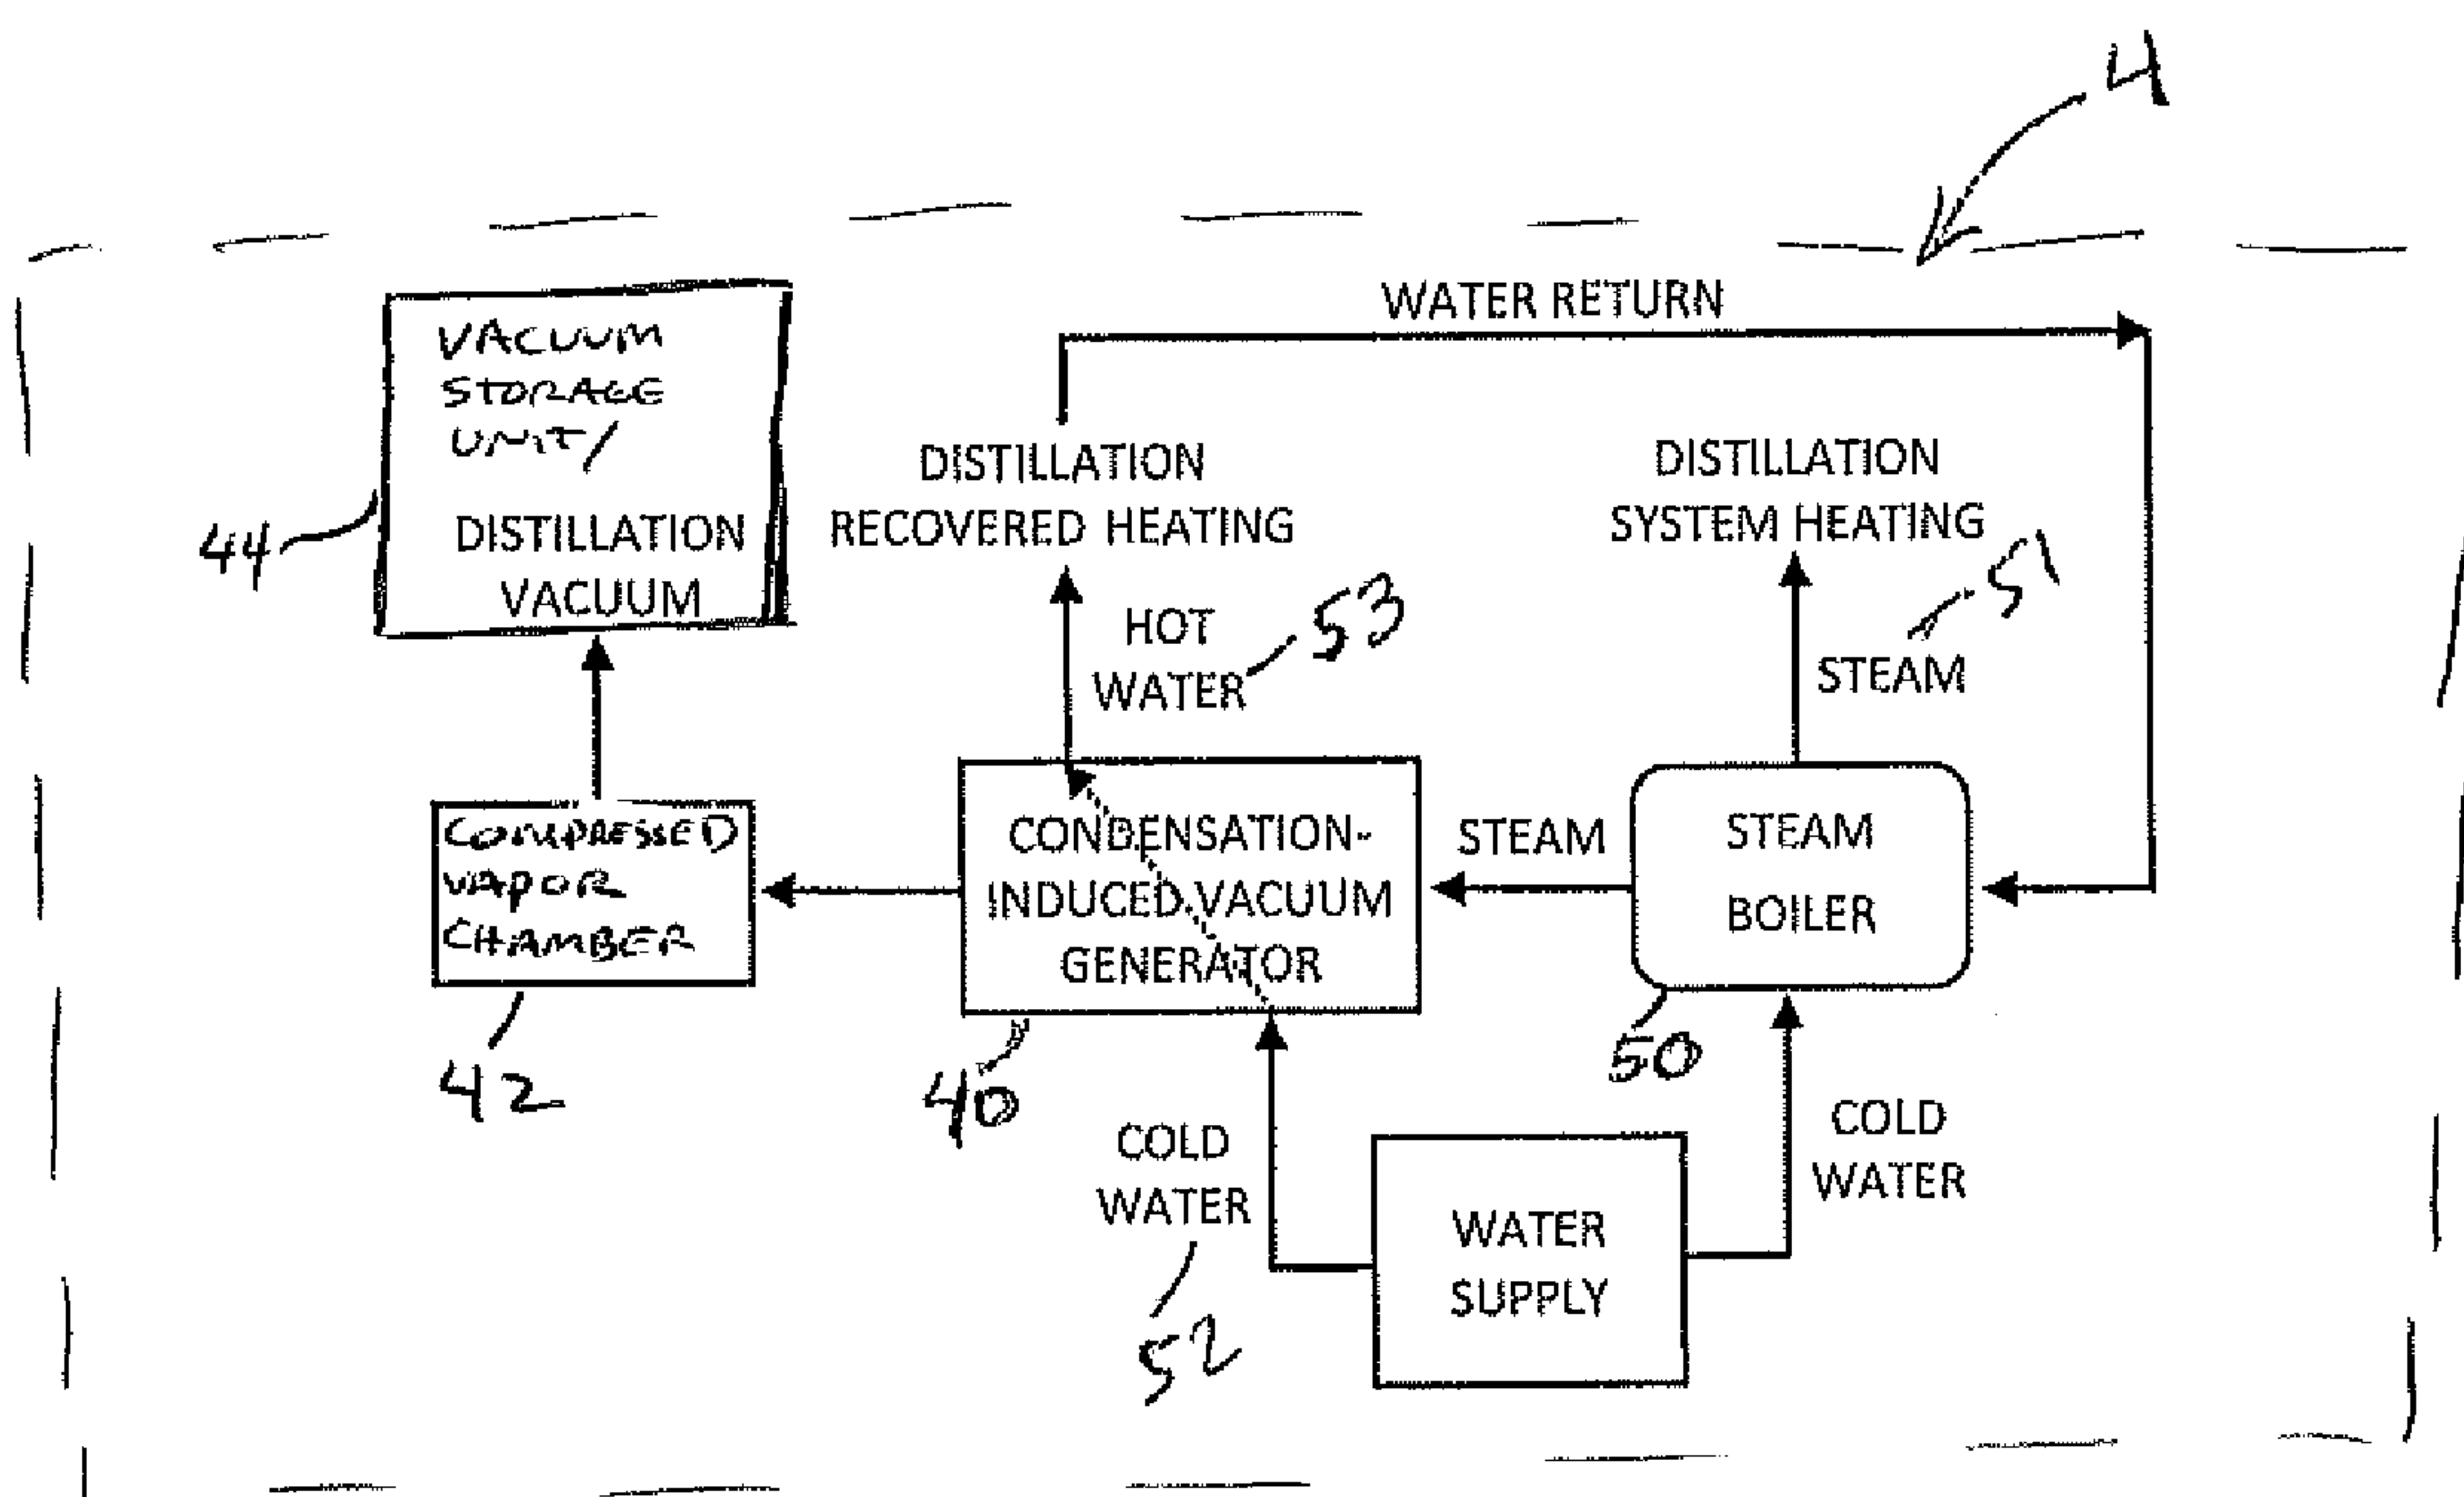 4
WATER RETURN
VACUUM
STORAGE
UNIT/
DISTILLATION
VACUUM
44
DISTILLATION
RECOVERED HEATING
DISTILLATION
SYSTEM HEATING
HOT
WATER
53
51
STEAM
COMPRESSED
VAPOR
CHAMBER
42
CONDENSATION-
INDUCED VACUUM
GENERATOR
40
STEAM
STEAM
BOILER
50
COLD
WATER
52
WATER
SUPPLY
COLD
WATER